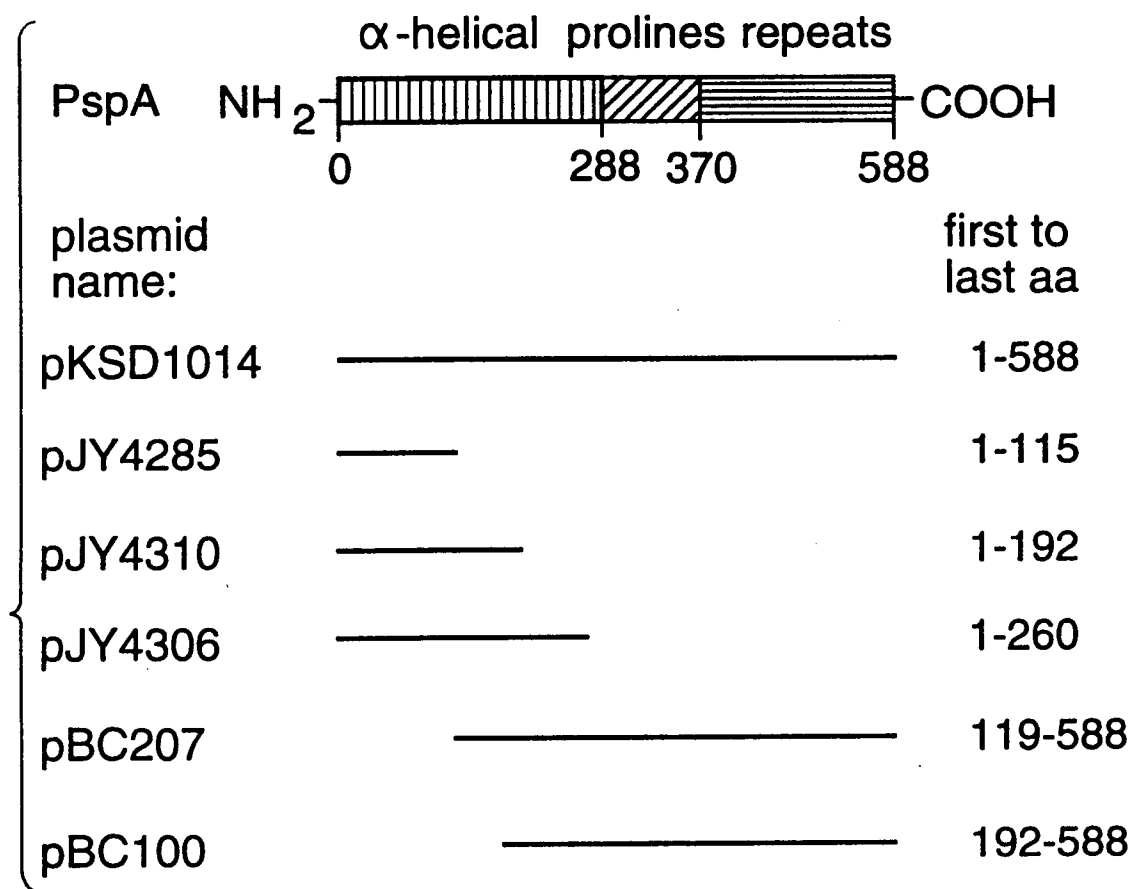 α-helical prolines repeats
PspA NH2 COOH
0 288 370 588
plasmid name:
first to last aa
pKSD1014 1-588
pJY4285 1-115
pJY4310 1-192
pJY4306 1-260
pBC207 119-588
pBC100 192-588